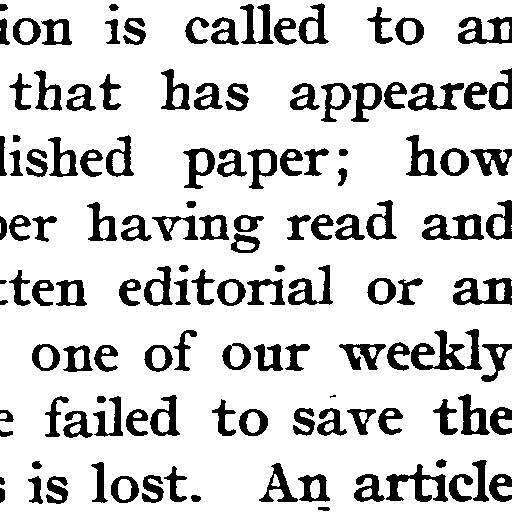 ion is called to an
that has appeared
lished paper; how
per having read and
tten editorial or an
one of our weekly
e failed to save the
s is lost. An article